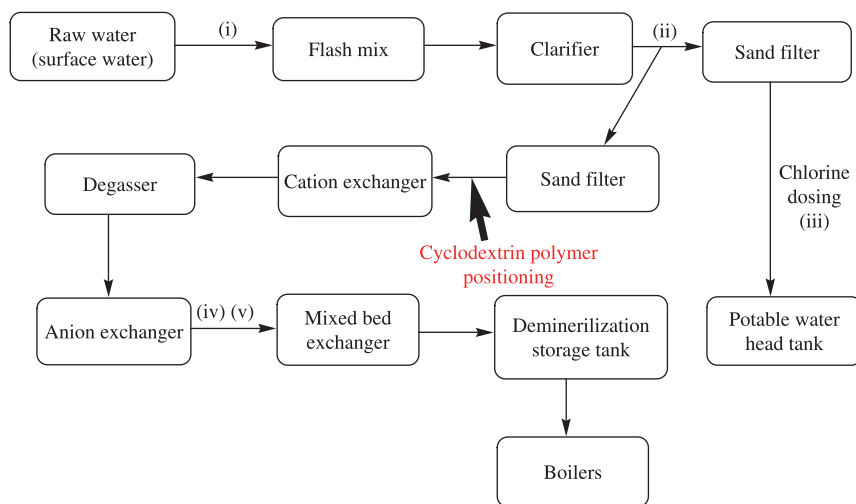 Raw water
(surface water)
(i)
Flash mix
Clarifier
(ii)
Sand filter
Degasser
Cation exchanger
Sand filter
Chlorine
dosing
(iii)
Cyclodextrin polymer
positioning
Anion exchanger
(iv) (v)
Mixed bed
exchanger
Deminerilization
storage tank
Potable water
head tank
Boilers